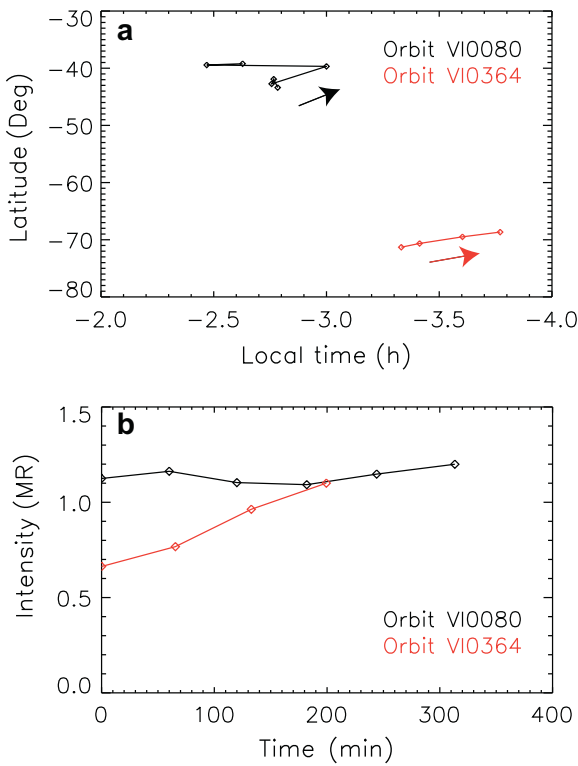 a
Orbit VI0080
Orbit VI0364
−30
−40
−50
−60
−70
−80
Latitude (Deg)
−2.0 −2.5 −3.0 −3.5 −4.0
Local time (h)
b
1.5
1.0
0.5
0.0
Intensity (MR)
Orbit VI0080
Orbit VI0364
0 100 200 300 400
Time (min)